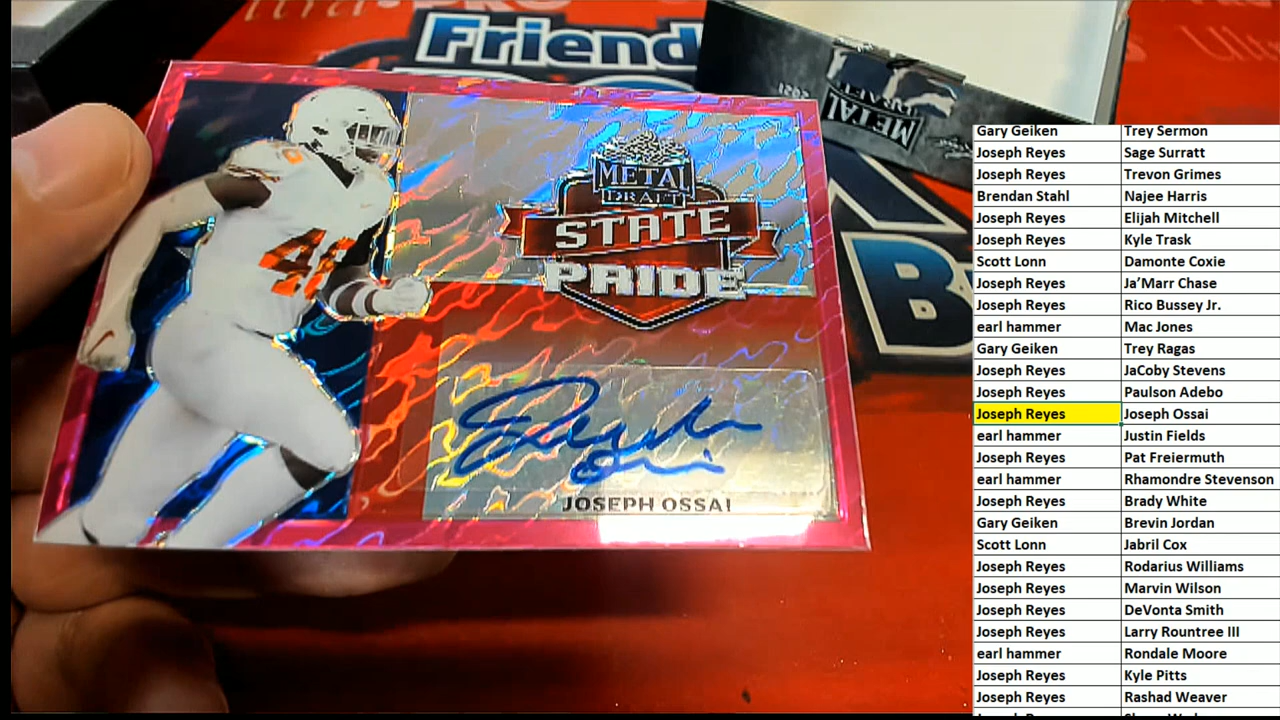 Friend
Ultra
2021
METAL
DRAFT
B
METAL
DRAFT
STATE
PRIDE
JOSEPH OSSAI
Gary Geiken Trey Sermon
Joseph Reyes Sage Surratt
Joseph Reyes Trevon Grimes
Brendan Stahl Najee Harris
Joseph Reyes Elijah Mitchell
Joseph Reyes Kyle Trask
Scott Lonn Damonte Coxie
Joseph Reyes Ja’Marr Chase
Joseph Reyes Rico Bussey Jr.
earl hammer Mac Jones
Gary Geiken Trey Ragas
Joseph Reyes JaCoby Stevens
Joseph Reyes Paulson Adebo
Joseph Reyes Joseph Ossai
earl hammer Justin Fields
Joseph Reyes Pat Freiermuth
earl hammer Rhamondre Stevenson
Joseph Reyes Brady White
Gary Geiken Brevin Jordan
Scott Lonn Jabril Cox
Joseph Reyes Rodarius Williams
Joseph Reyes Marvin Wilson
Joseph Reyes DeVonta Smith
Joseph Reyes Larry Rountree III
earl hammer Rondale Moore
Joseph Reyes Kyle Pitts
Joseph Reyes Rashad Weaver